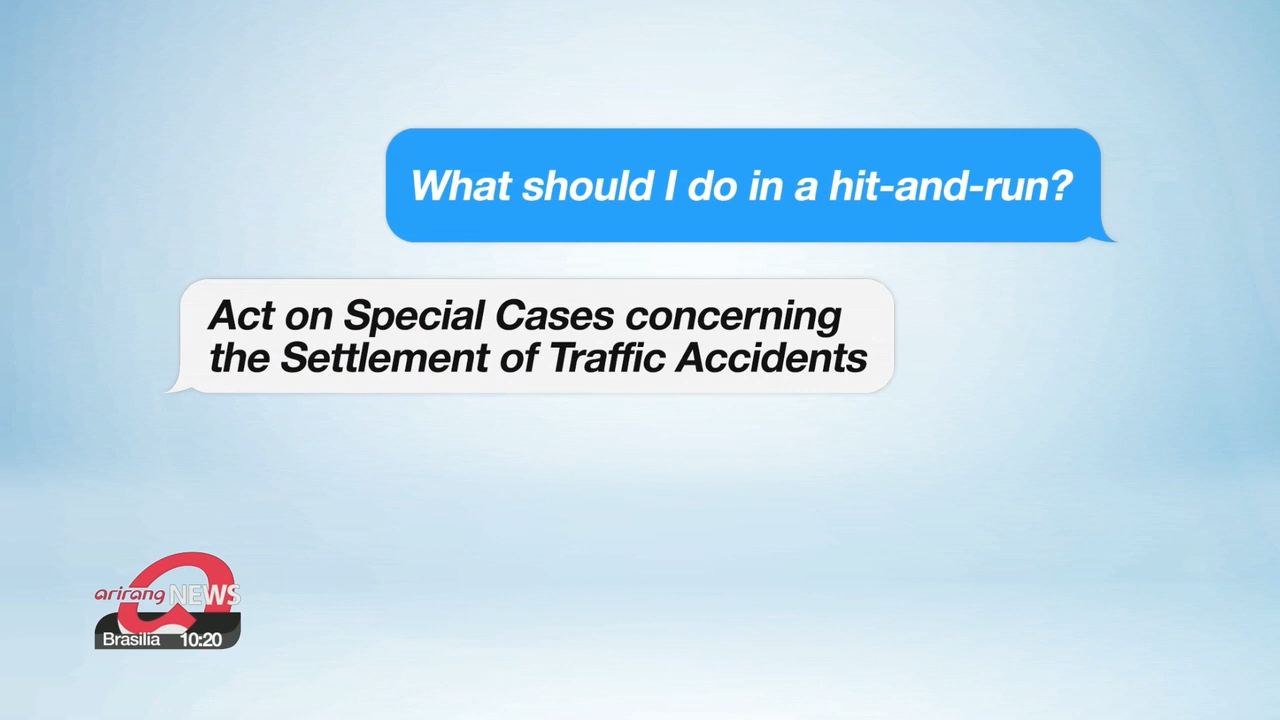 What should I do in a hit-and-run?
Act on Special Cases concerning
the Settlement of Traffic Accidents
arirang NEWS
Brasilia 10:20